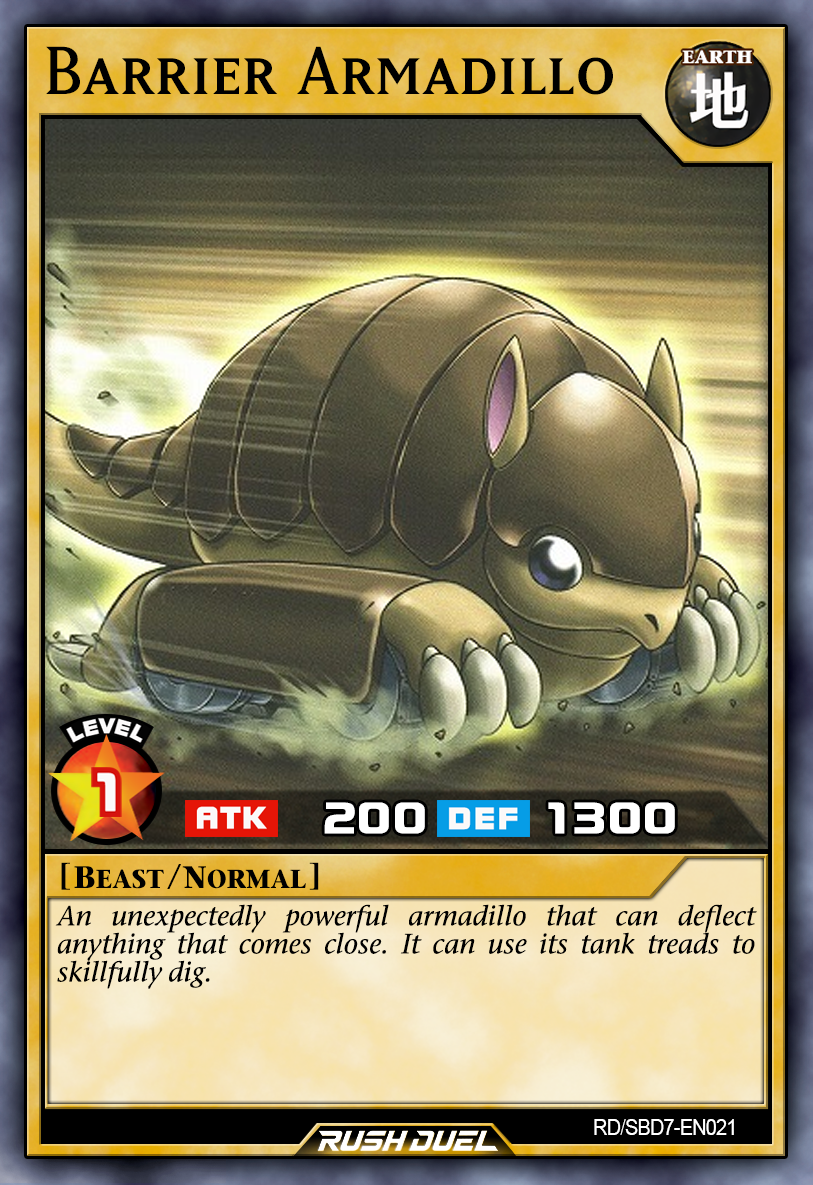 BARRIER ARMADILLO
EARTH
地
LEVEL
1
ATK 200 DEF 1300
[BEAST/NORMAL]
An unexpectedly powerful armadillo that can deflect
anything that comes close. It can use its tank treads to
skillfully dig.
RD/SBD7-EN021
RUSH DUEL